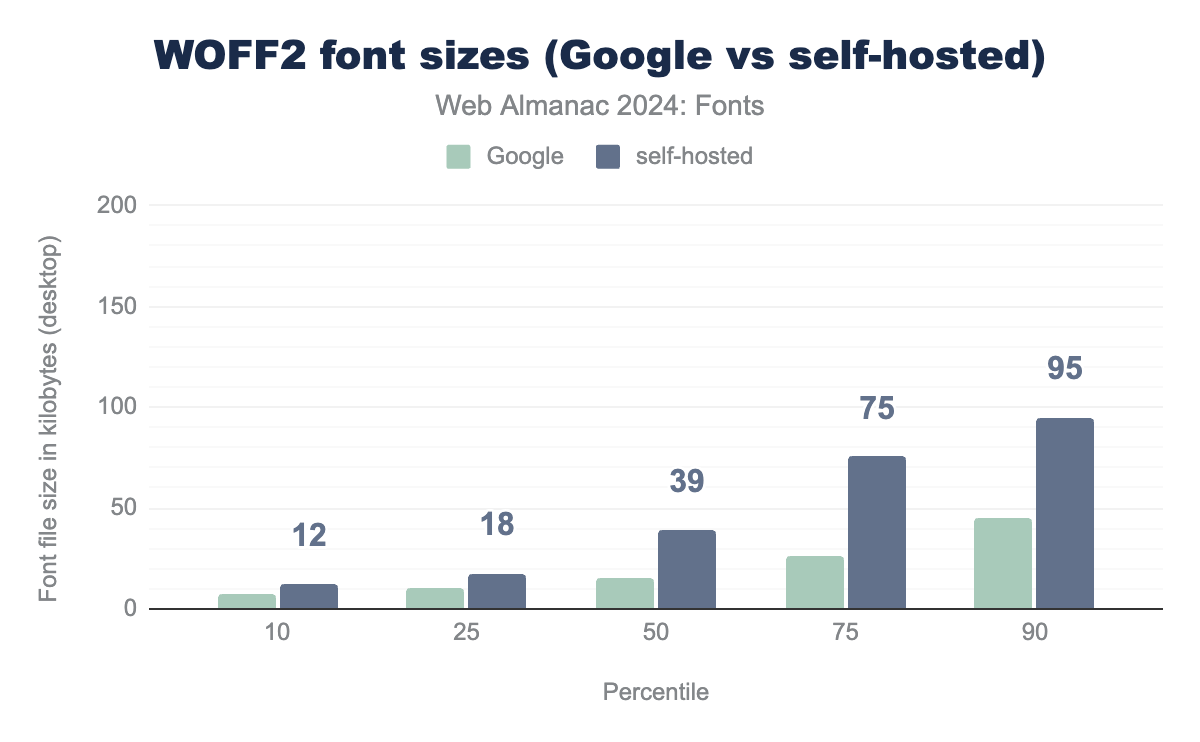 WOFF2 font sizes (Google vs self-hosted)
Web Almanac 2024: Fonts
Google self-hosted
Font file size in kilobytes (desktop)
200
150
100
50
0
12
18
39
75
95
10 25 50 75 90
Percentile